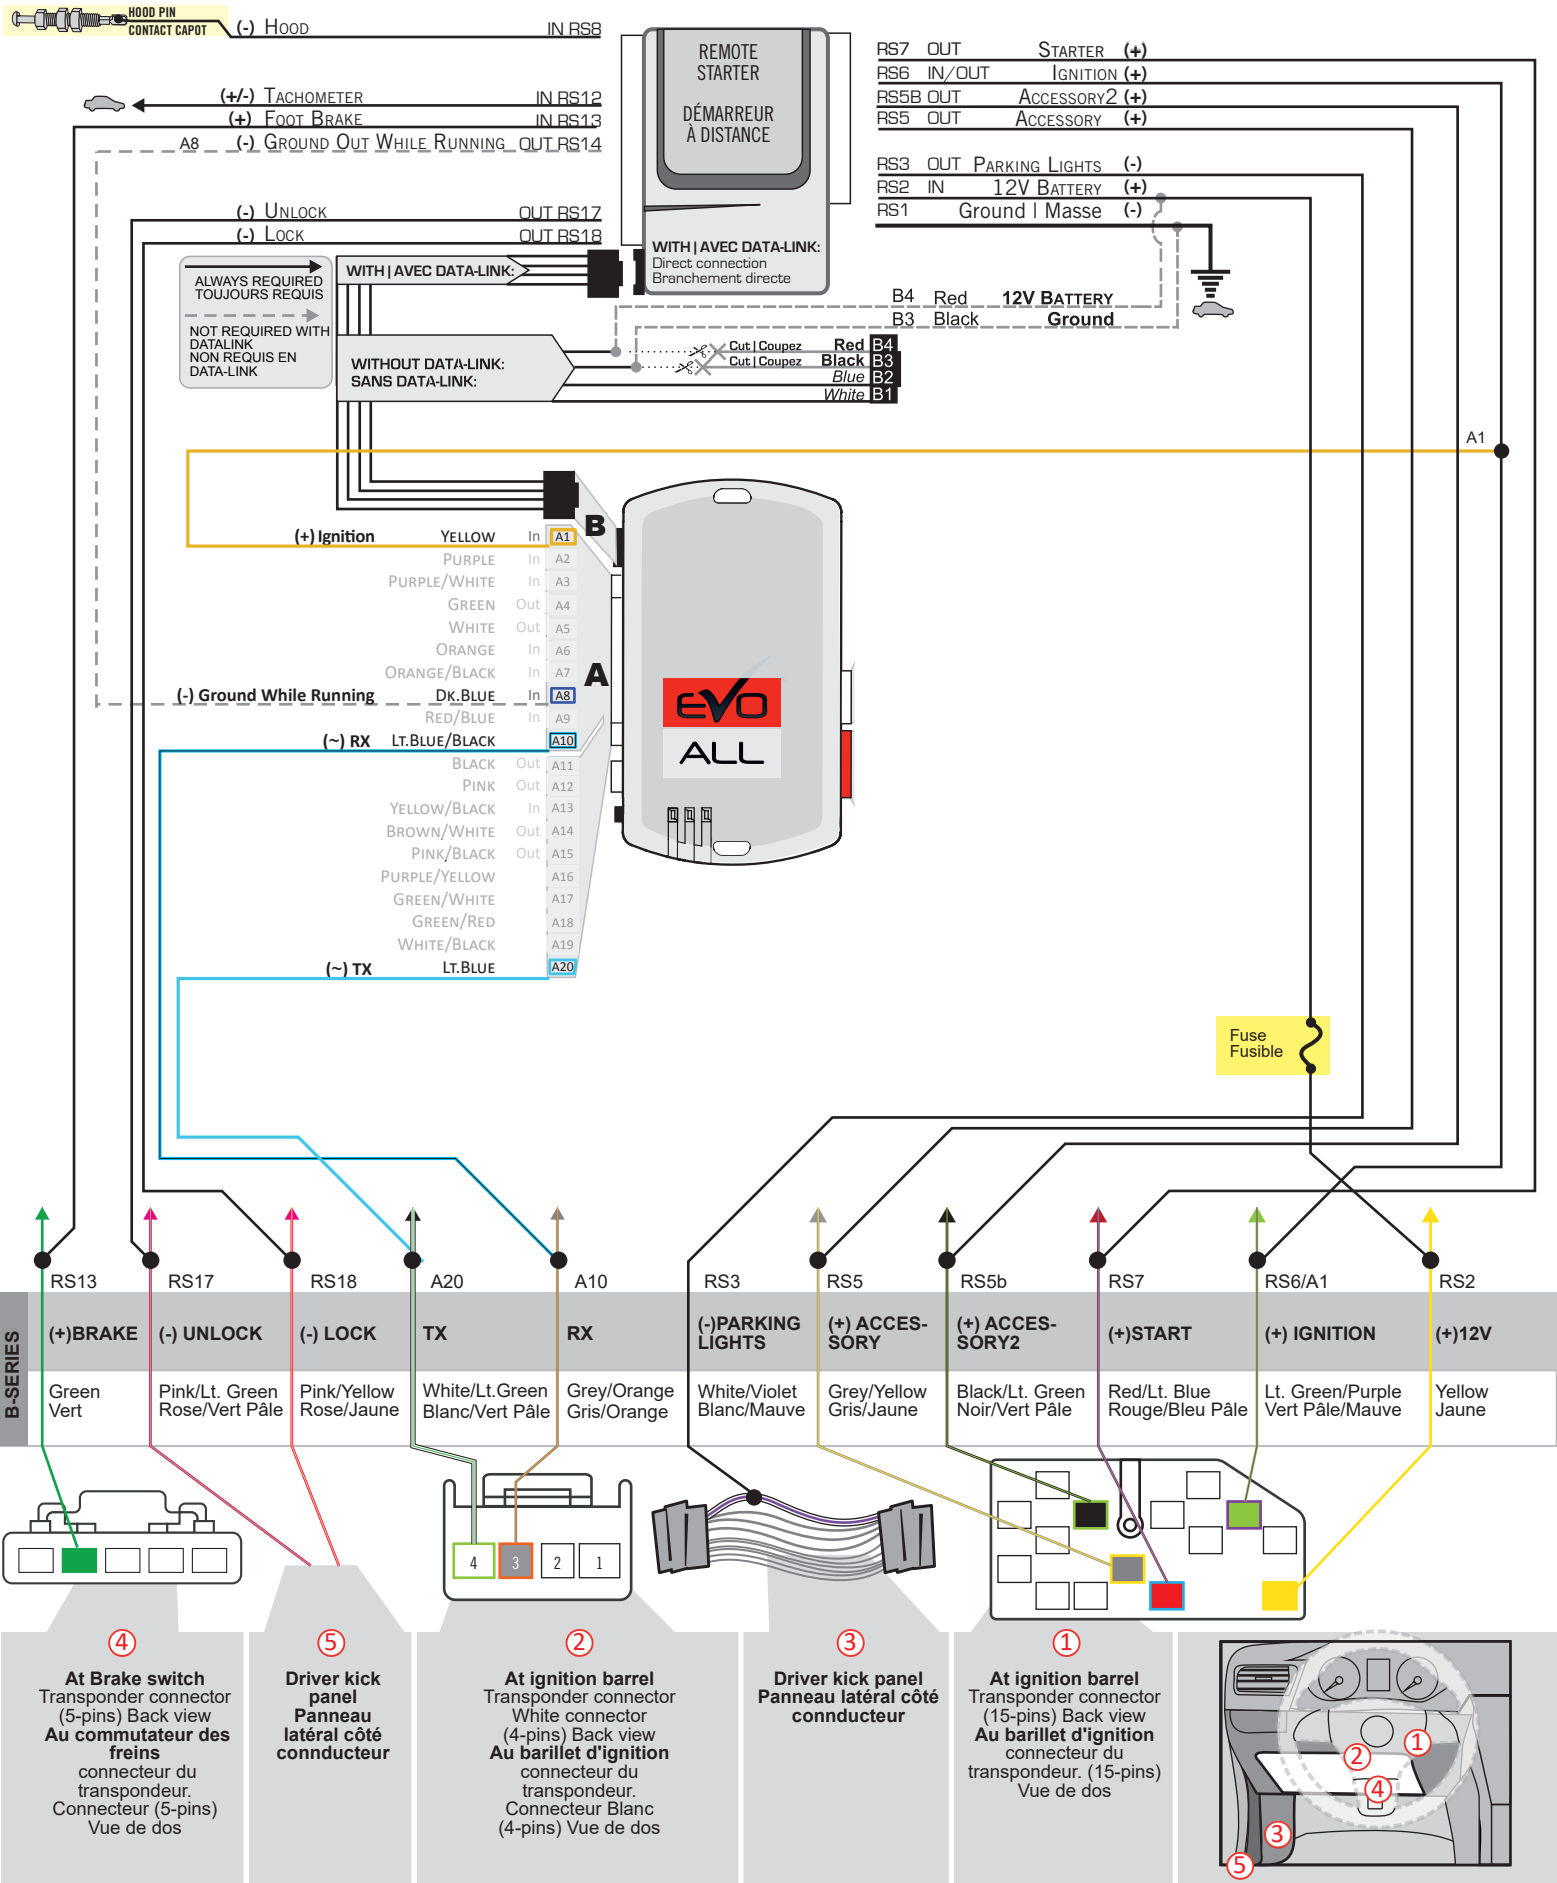 HOOD PIN
CONTACT CAPOT
(-) HOOD IN RS8
(+/-) TACHOMETER IN RS12
(+) FOOT BRAKE IN RS13
A8 (-) GROUND OUT WHILE RUNNING OUT RS14
(-) UNLOCK OUT RS17
(-) LOCK OUT RS18
REMOTE
STARTER
DÉMARREUR
À DISTANCE
WITH | AVEC DATA-LINK:
Direct connection
Branchement directe
RS7 OUT STARTER (+)
RS6 IN/OUT IGNITION (+)
RS5B OUT ACCESSORY2 (+)
RS5 OUT ACCESSORY (+)
RS3 OUT PARKING LIGHTS (-)
RS2 IN 12V BATTERY (+)
RS1 Ground | Masse (-)
ALWAYS REQUIRED
TOUJOURS REQUIS
NOT REQUIRED WITH
DATALINK
NON REQUIS EN
DATA-LINK
WITH | AVEC DATA-LINK:
WITHOUT DATA-LINK:
SANS DATA-LINK:
B4 Red 12V BATTERY
B3 Black Ground
Cut | Coupez Red B4
Cut | Coupez Black B3
Blue B2
White B1
A1
B
A
(+) Ignition YELLOW In A1
PURPLE In A2
PURPLE/WHITE In A3
GREEN Out A4
WHITE Out A5
ORANGE In A6
ORANGE/BLACK In A7
(-) Ground While Running DK.BLUE In A8
RED/BLUE In A9
(~) RX LT.BLUE/BLACK A10
BLACK Out A11
PINK Out A12
YELLOW/BLACK In A13
BROWN/WHITE Out A14
PINK/BLACK Out A15
PURPLE/YELLOW A16
GREEN/WHITE A17
GREEN/RED A18
WHITE/BLACK A19
(~) TX LT.BLUE A20
EVO
ALL
Fuse
Fusible
RS13 RS17 RS18 A20 A10 RS3 RS5 RS5b RS7 RS6/A1 RS2
B-SERIES
(+)BRAKE
Green
Vert
(-) UNLOCK
Pink/Lt. Green
Rose/Vert Pâle
(-) LOCK
Pink/Yellow
Rose/Jaune
TX
White/Lt.Green
Blanc/Vert Pâle
RX
Grey/Orange
Gris/Orange
(-)PARKING
LIGHTS
White/Violet
Blanc/Mauve
(+) ACCES-
SORY
Grey/Yellow
Gris/Jaune
(+) ACCES-
SORY2
Black/Lt. Green
Noir/Vert Pâle
(+)START
Red/Lt. Blue
Rouge/Bleu Pâle
(+) IGNITION
Lt. Green/Purple
Vert Pâle/Mauve
(+)12V
Yellow
Jaune
4 3 2 1
4
At Brake switch
Transponder connector
(5-pins) Back view
Au commutateur des
freins
connecteur du
transpondeur.
Connecteur (5-pins)
Vue de dos
5
Driver kick
panel
Panneau
latéral côté
connducteur
2
At ignition barrel
Transponder connector
White connector
(4-pins) Back view
Au barillet d'ignition
connecteur du
transpondeur.
Connecteur Blanc
(4-pins) Vue de dos
3
Driver kick panel
Panneau latéral côté
connducteur
1
At ignition barrel
Transponder connector
(15-pins) Back view
Au barillet d'ignition
connecteur du
transpondeur. (15-pins)
Vue de dos
1
2
4
3
5